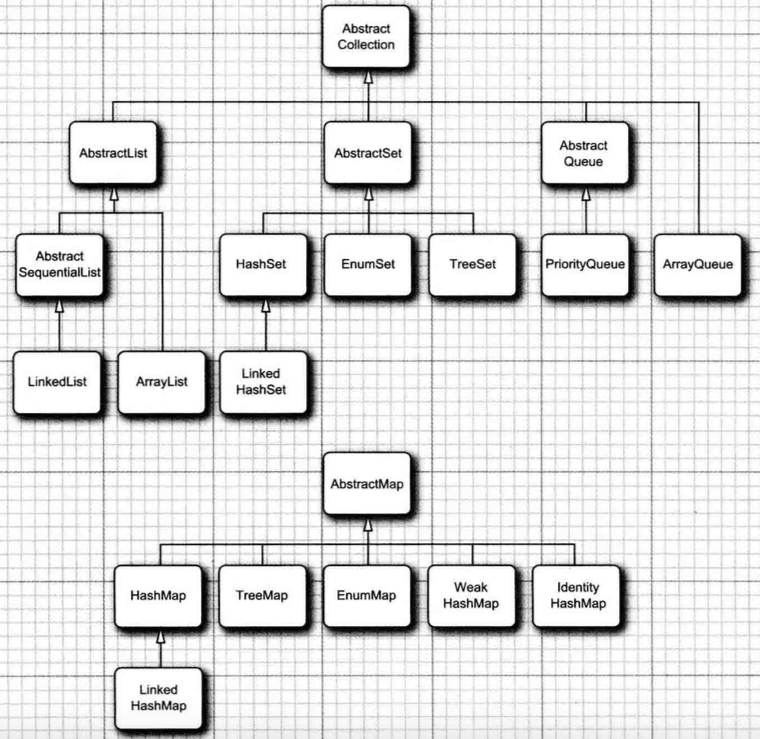 Abstract
Collection
AbstractList
AbstractSet
Abstract
Queue
Abstract
SequentialList
HashSet
EnumSet
TreeSet
PriorityQueue
ArrayQueue
LinkedList
ArrayList
Linked
HashSet
AbstractMap
HashMap
TreeMap
EnumMap
Weak
HashMap
Identity
HashMap
Linked
HashMap